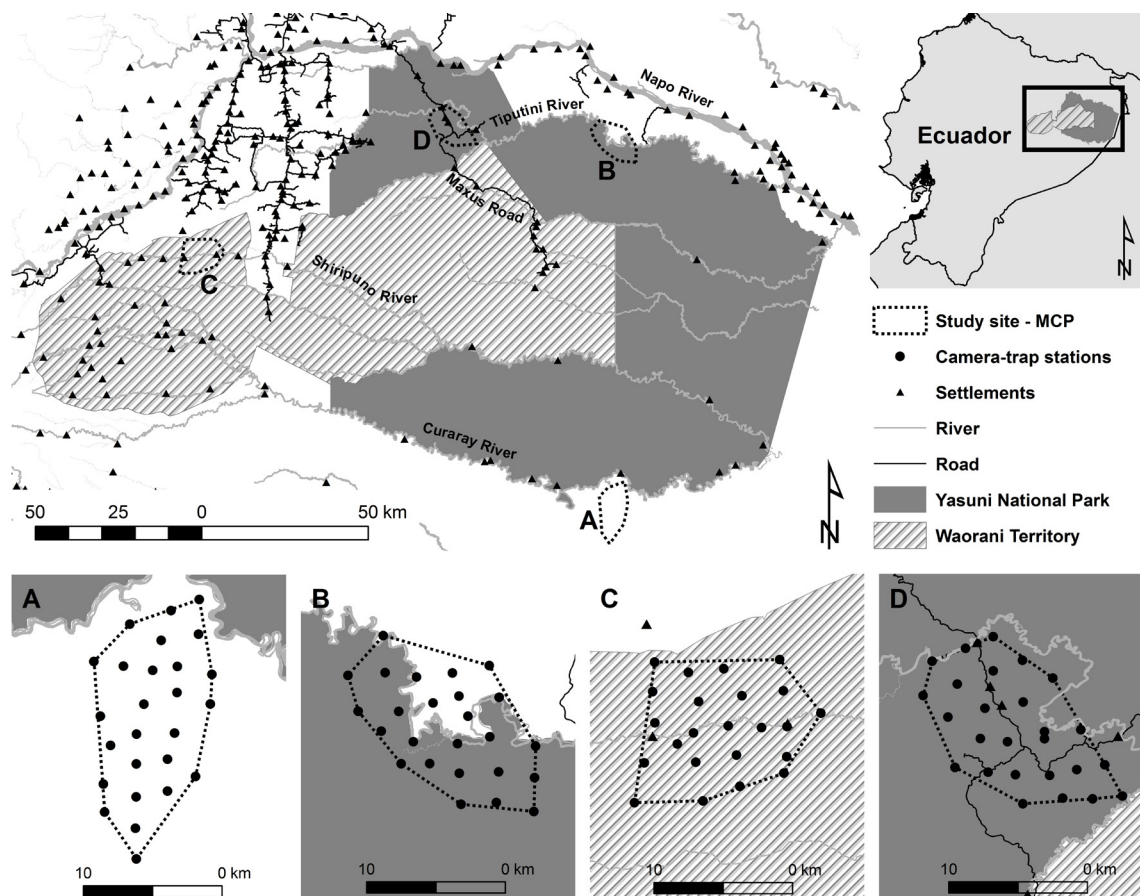 Napo River
Tiputini River
D
B
Maxus Road
C
Shiripuno River
Curaray River
A
50 25 0 50 km
N
Ecuador
N
Study site - MCP
Camera-trap stations
Settlements
River
Road
Yasuni National Park
Waorani Territory
A
10 0 km
B
10 0 km
C
10 0 km
D
10 0 km